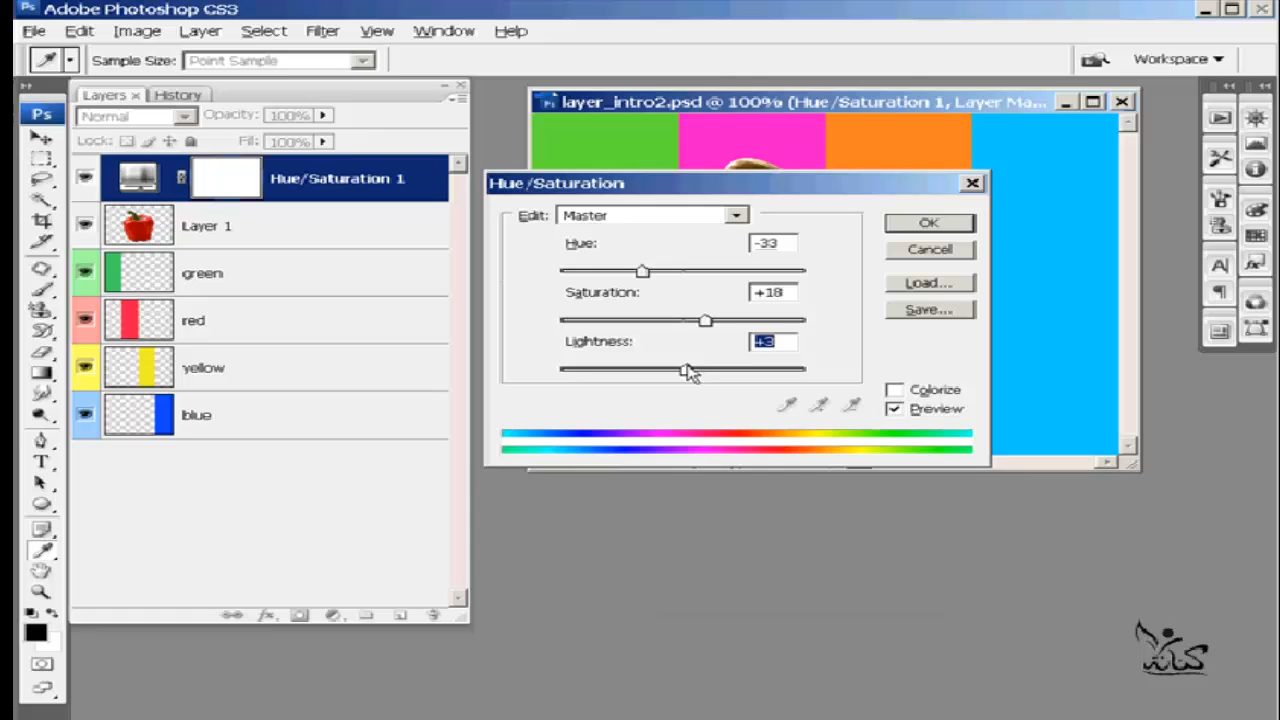 Adobe Photoshop CS3
File Edit Image Layer Select Filter View Window Help
Sample Size: Point Sample
Workspace
Layers History
Normal Opacity: 100%
Lock: Fill: 100%
Hue/Saturation 1
Layer 1
green
red
yellow
blue
layer_intro2.psd @ 100% (Hue/Saturation 1, Layer Ma...
Hue/Saturation
Edit: Master
Hue: -33
Saturation: +18
Lightness: +3
OK
Cancel
Load...
Save...
Colorize
Preview